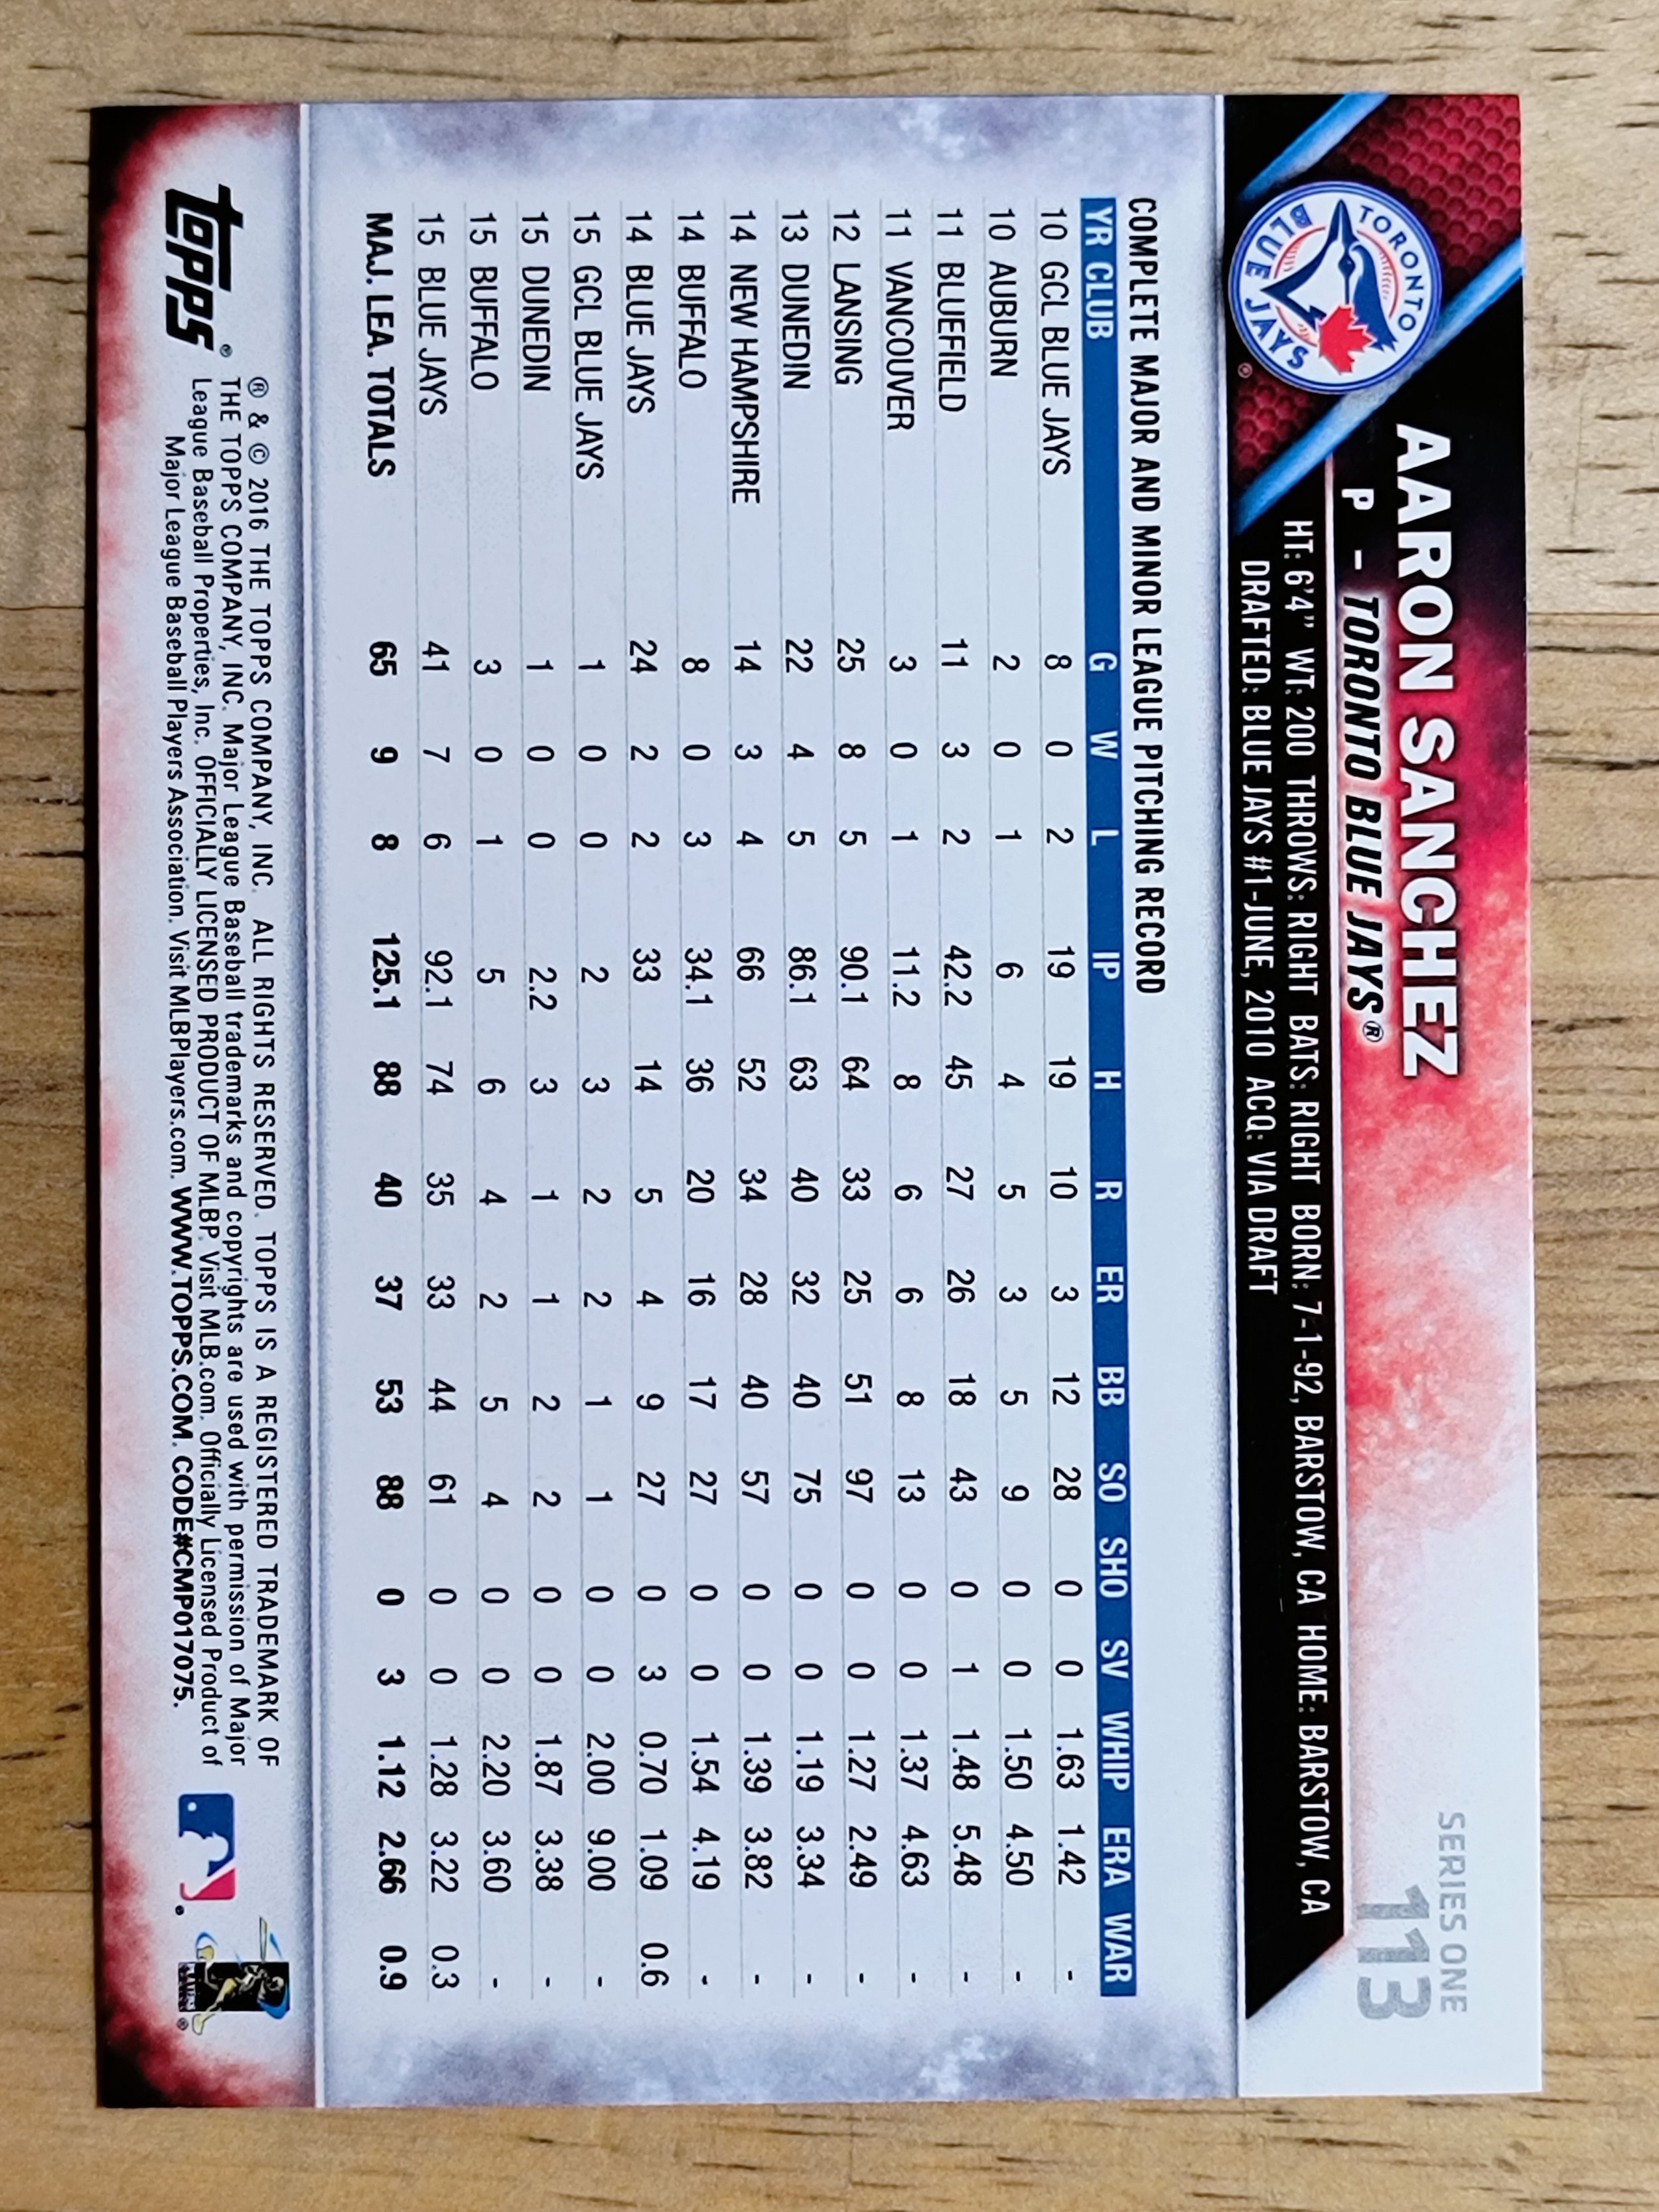 SERIES ONE
113
TORONTO
BLUE JAYS
®
AARON SANCHEZ
P - TORONTO BLUE JAYS®
HT: 6'4" WT: 200 THROWS: RIGHT BATS: RIGHT BORN: 7-1-92, BARSTOW, CA HOME: BARSTOW, CA
DRAFTED: BLUE JAYS #1-JUNE, 2010 ACQ: VIA DRAFT
COMPLETE MAJOR AND MINOR LEAGUE PITCHING RECORD
YR CLUB G W L IP H R ER BB SO SHO SV WHIP ERA WAR
10 GCL BLUE JAYS 8 0 2 19 19 10 3 12 28 0 0 1.63 1.42 -
10 AUBURN 2 0 1 6 4 5 3 5 9 0 0 1.50 4.50 -
11 BLUEFIELD 11 3 2 42.2 45 27 26 18 43 0 1 1.48 5.48 -
11 VANCOUVER 3 0 1 11.2 8 6 6 8 13 0 0 1.37 4.63 -
12 LANSING 25 8 5 90.1 64 33 25 51 97 0 0 1.27 2.49 -
13 DUNEDIN 22 4 5 86.1 63 40 32 40 75 0 0 1.19 3.34 -
14 NEW HAMPSHIRE 14 3 4 66 52 34 28 40 57 0 0 1.39 3.82 -
14 BUFFALO 8 0 3 34.1 36 20 16 17 27 0 0 1.54 4.19 -
14 BLUE JAYS 24 2 2 33 14 5 4 9 27 0 3 0.70 1.09 0.6
15 GCL BLUE JAYS 1 0 0 2 3 2 2 1 1 0 0 2.00 9.00 -
15 DUNEDIN 1 0 0 2.2 3 1 1 2 2 0 0 1.87 3.38 -
15 BUFFALO 3 0 1 5 6 4 2 5 4 0 0 2.20 3.60 -
15 BLUE JAYS 41 7 6 92.1 74 35 33 44 61 0 0 1.28 3.22 0.3
MAJ. LEA. TOTALS 65 9 8 125.1 88 40 37 53 88 0 3 1.12 2.66 0.9
topps®
® & © 2016 THE TOPPS COMPANY, INC. ALL RIGHTS RESERVED. TOPPS IS A REGISTERED TRADEMARK OF
THE TOPPS COMPANY, INC. Major League Baseball trademarks and copyrights are used with permission of Major
League Baseball Properties, Inc. OFFICIALLY LICENSED PRODUCT OF MLBP. Visit MLB.com. Officially Licensed Product of
Major League Baseball Players Association. Visit MLBPlayers.com. WWW.TOPPS.COM. CODE#CMP017075.